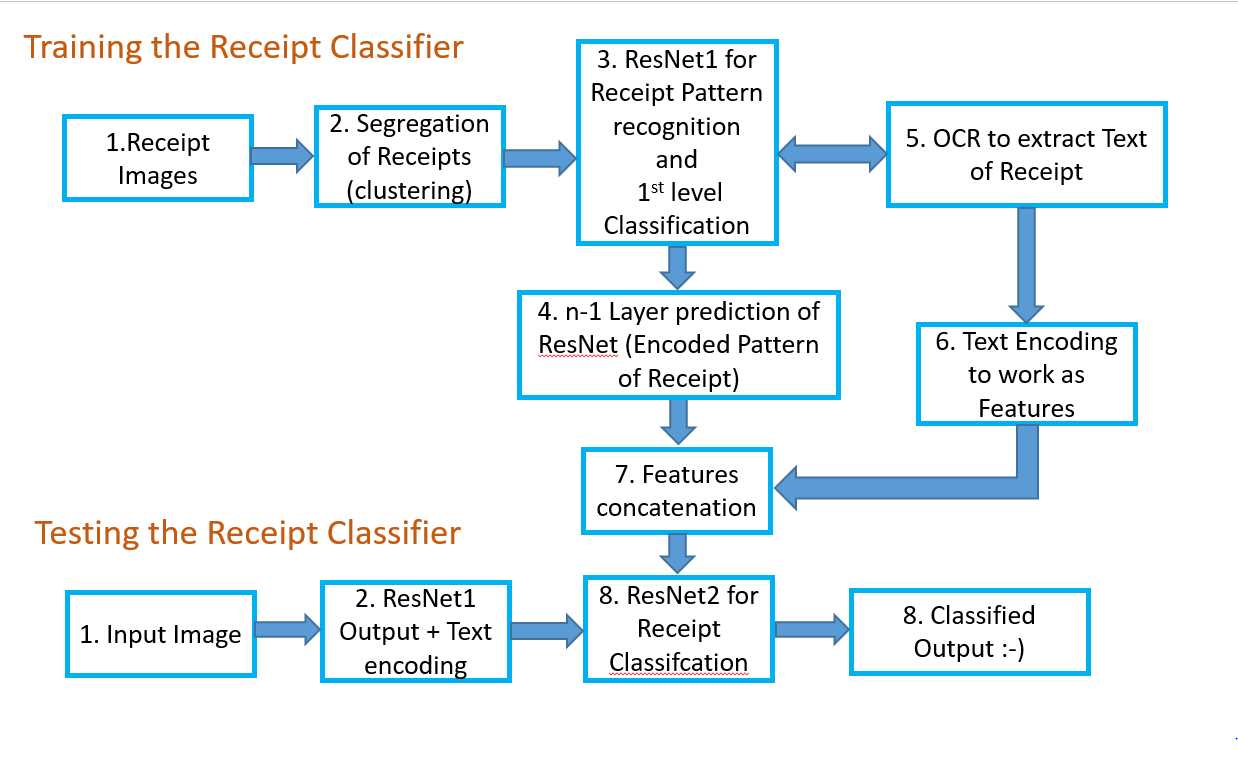 Training the Receipt Classifier
1.Receipt
Images
2. Segregation
of Receipts
(clustering)
3. ResNet1 for
Receipt Pattern
recognition
and
1st level
Classification
5. OCR to extract Text
of Receipt
4. n-1 Layer prediction of
ResNet (Encoded Pattern
of Receipt)
6. Text Encoding
to work as
Features
7. Features
concatenation
Testing the Receipt Classifier
1. Input Image
2. ResNet1
Output + Text
encoding
8. ResNet2 for
Receipt
Classifcation
8. Classified
Output :-)